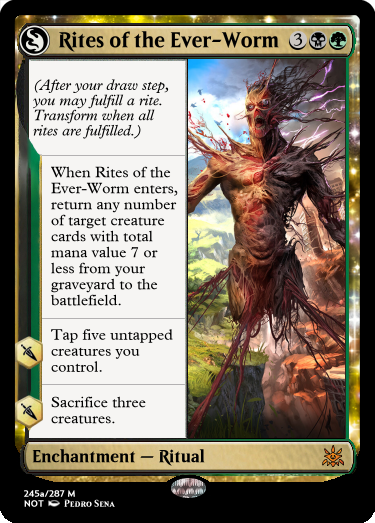 Rites of the Ever-Worm 3
(After your draw step,
you may fulfill a rite.
Transform when all
rites are fulfilled.)
When Rites of the
Ever-Worm enters,
return any number
of target creature
cards with total
mana value 7 or
less from your
graveyard to the
battlefield.
Tap five untapped
creatures you
control.
Sacrifice three
creatures.
Enchantment — Ritual
245a/287 M
NOT Pedro Sena